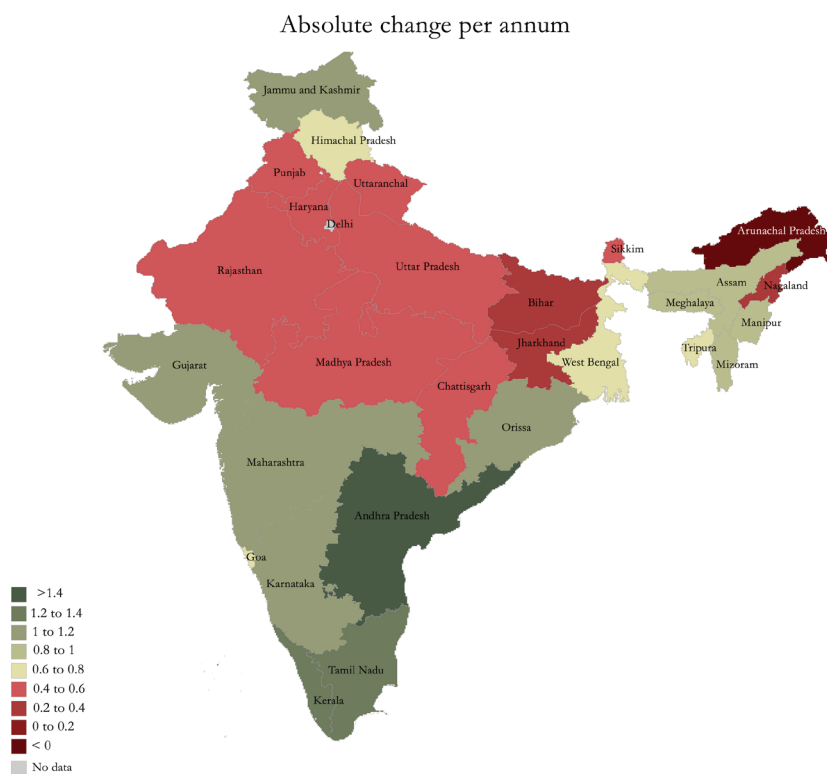 Absolute change per annum
Jammu and Kashmir
Himachal Pradesh
Punjab
Uttaranchal
Haryana
Delhi
Arunachal Pradesh
Sikkim
Rajasthan
Uttar Pradesh
Assam
Nagaland
Bihar
Meghalaya
Manipur
Jharkhand
Tripura
Gujarat
Madhya Pradesh
West Bengal
Mizoram
Chattisgarh
Orissa
Maharashtra
Andhra Pradesh
Goa
Karnataka
Tamil Nadu
Kerala
>1.4
1.2 to 1.4
1 to 1.2
0.8 to 1
0.6 to 0.8
0.4 to 0.6
0.2 to 0.4
0 to 0.2
< 0
No data